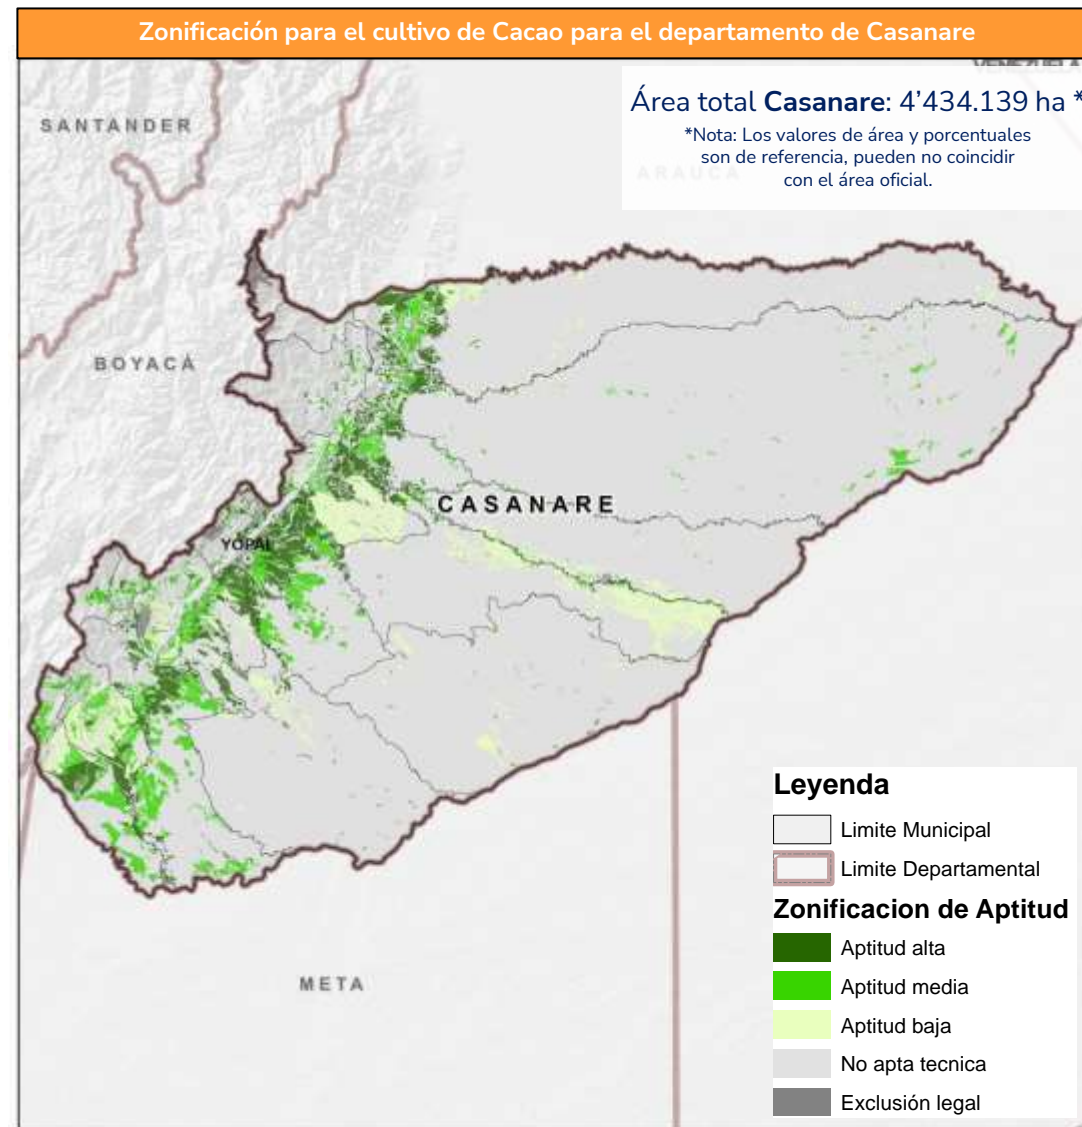 Zonificación para el cultivo de Cacao para el departamento de Casanare
VENEZUELA
Área total Casanare: 4’434.139 ha *
*Nota: Los valores de área y porcentuales
son de referencia, pueden no coincidir
con el área oficial.
SANTANDER
ARAUCA
BOYACÁ
CASANARE
YOPAL
META
Leyenda
Limite Municipal
Limite Departamental
Zonificacion de Aptitud
Aptitud alta
Aptitud media
Aptitud baja
No apta tecnica
Exclusión legal